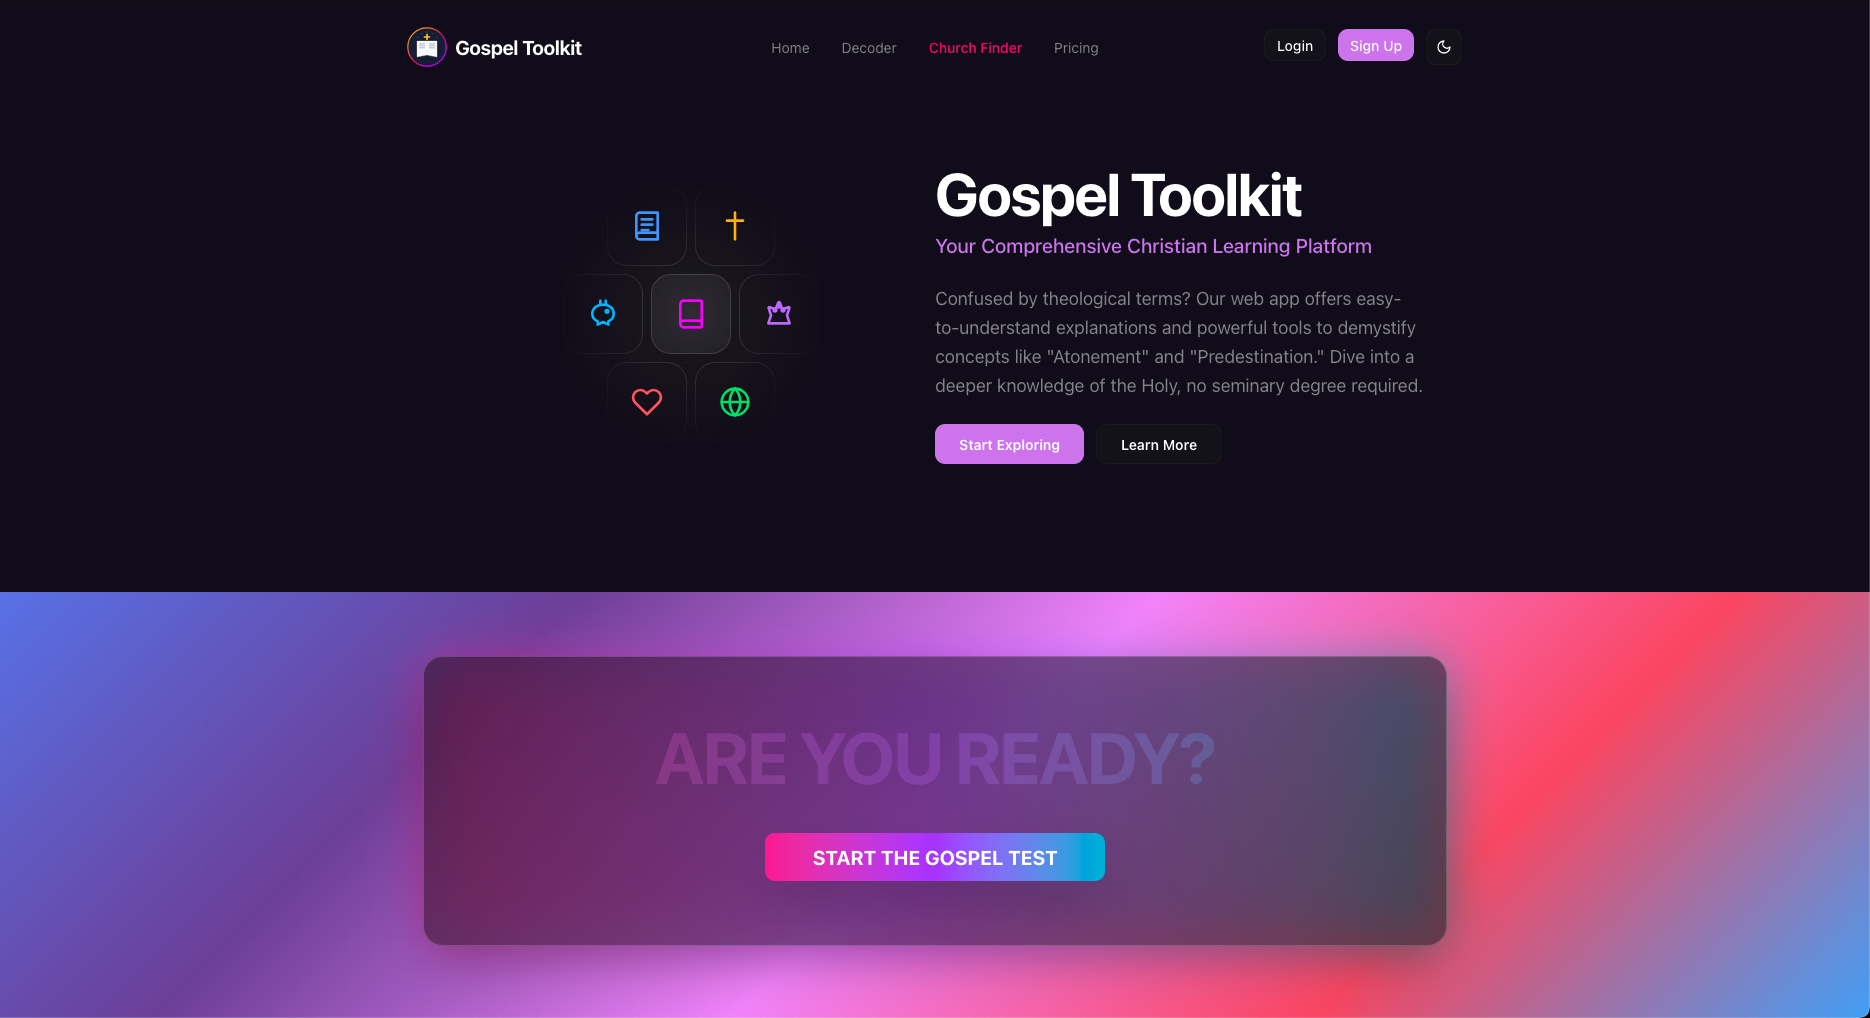 Gospel Toolkit
Home
Decoder
Church Finder
Pricing
Login
Sign Up
Gospel Toolkit
Your Comprehensive Christian Learning Platform
Confused by theological terms? Our web app offers easy-
to-understand explanations and powerful tools to demystify
concepts like "Atonement" and "Predestination." Dive into a
deeper knowledge of the Holy, no seminary degree required.
Start Exploring
Learn More
ARE YOU READY?
START THE GOSPEL TEST